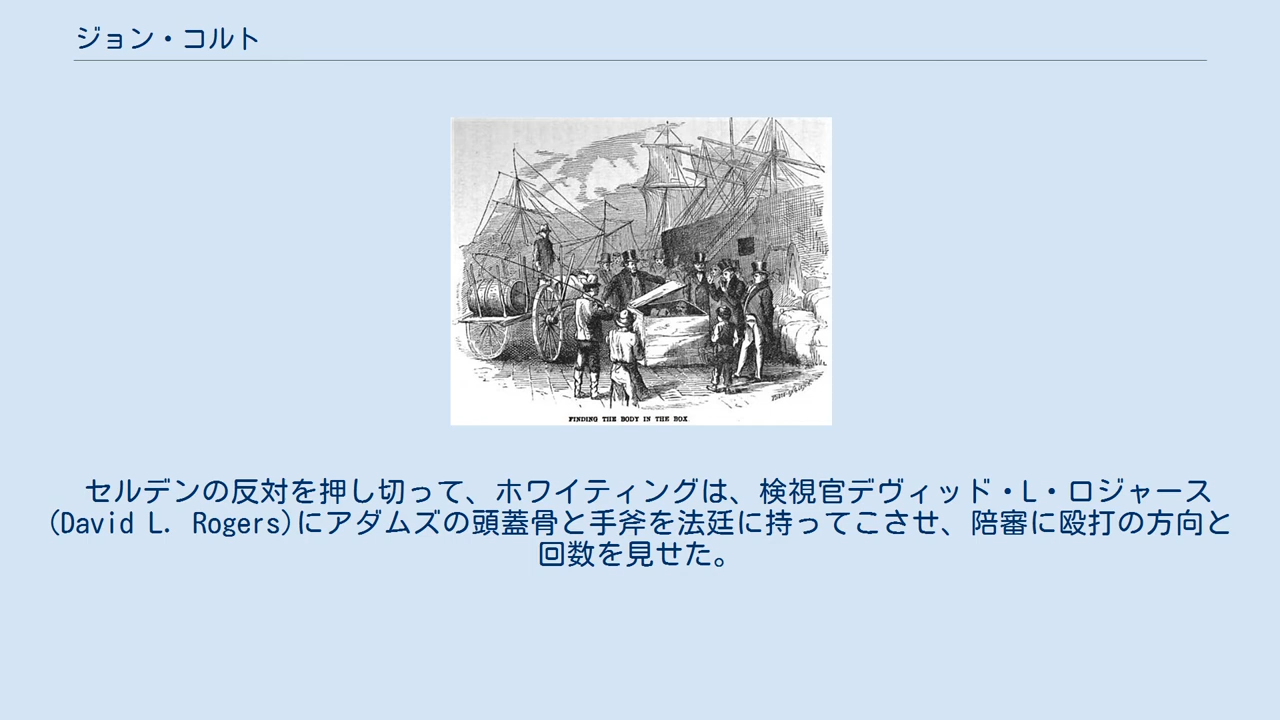 ジョン・コルト
FINDING THE BODY IN THE BOX
セルデンの反対を押し切って、ホワイティングは、検視官デヴィッド・L・ロジャース
(David L. Rogers)にアダムズの頭蓋骨と手斧を法廷に持ってこさせ、陪審に殴打の方向と
回数を見せた。